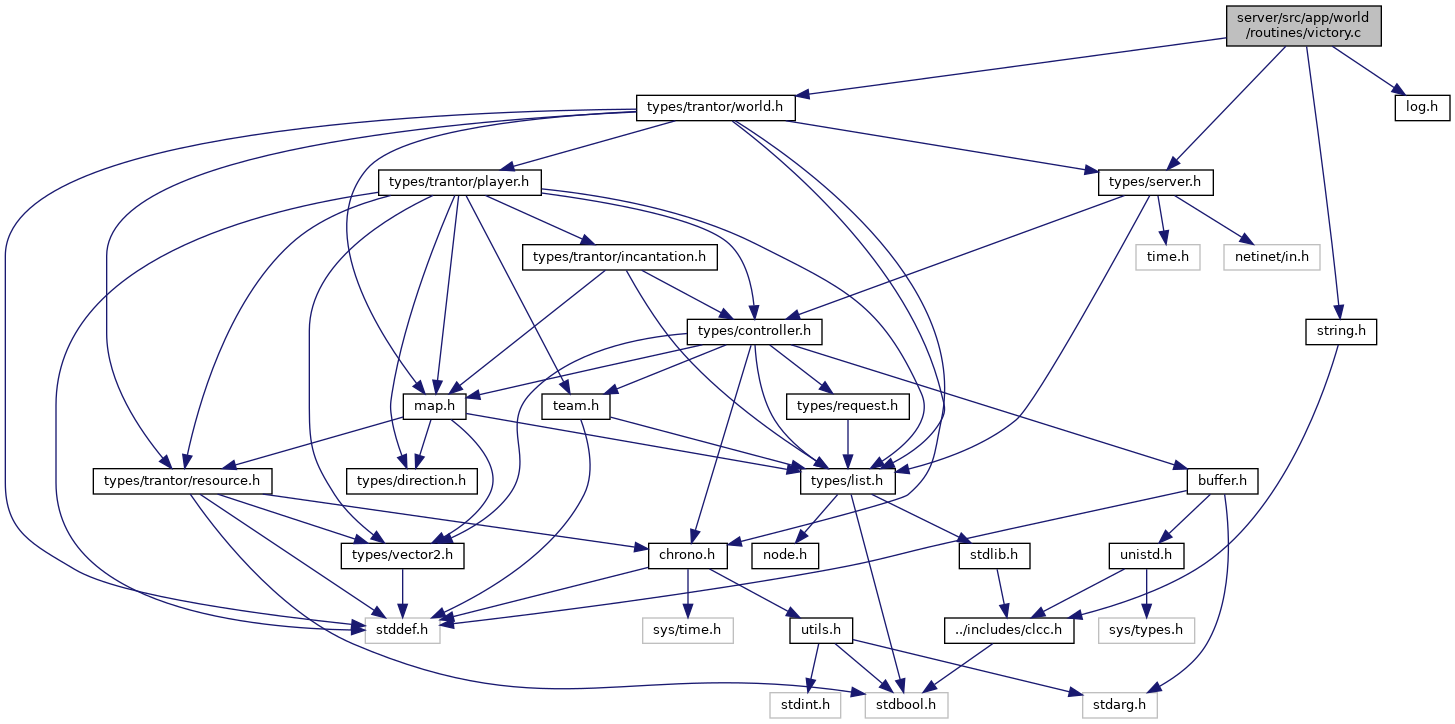 server/src/app/world
/routines/victory.c
types/trantor/world.h
log.h
types/trantor/player.h
types/server.h
types/trantor/incantation.h
time.h
netinet/in.h
types/controller.h
string.h
map.h
team.h
types/request.h
types/trantor/resource.h
types/direction.h
types/list.h
buffer.h
types/vector2.h
chrono.h
node.h
stdlib.h
unistd.h
stddef.h
sys/time.h
utils.h
../includes/clcc.h
sys/types.h
stdint.h
stdbool.h
stdarg.h